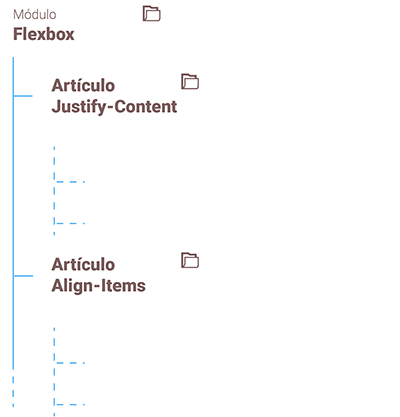 Módulo
Flexbox
Artículo
Justify-Content
Artículo
Align-Items